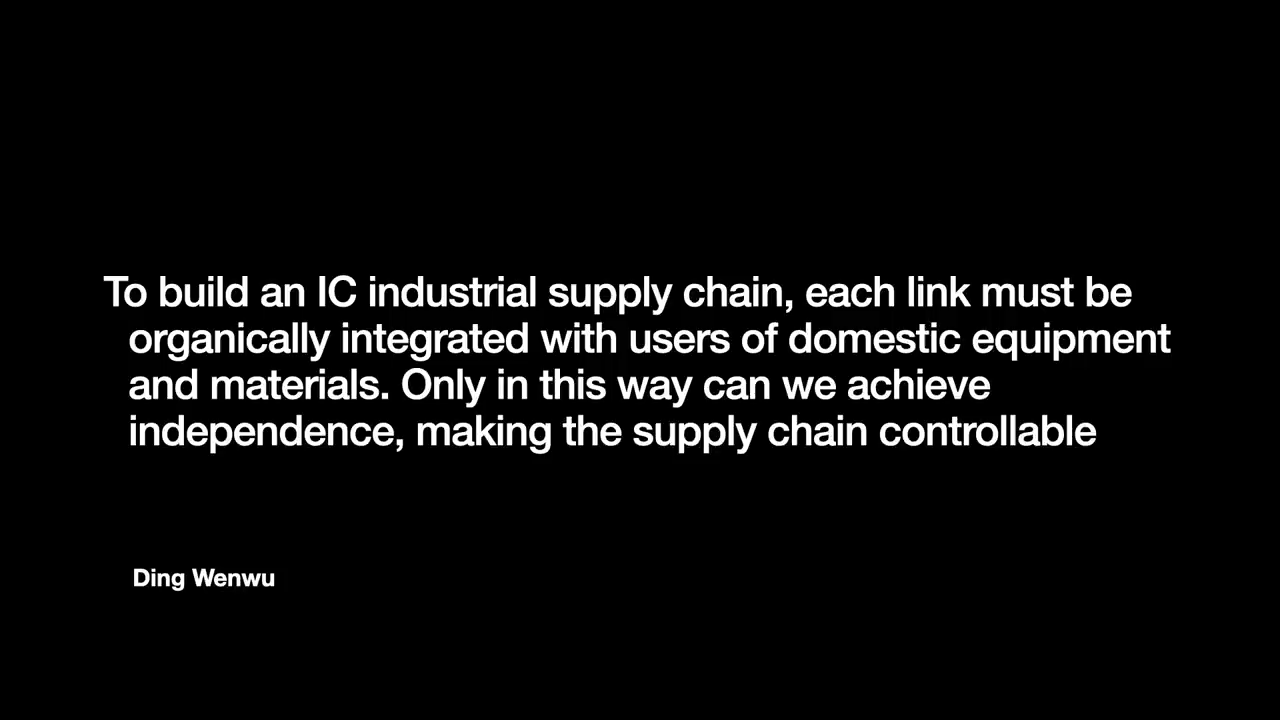 To build an IC industrial supply chain, each link must be
organically integrated with users of domestic equipment
and materials. Only in this way can we achieve
independence, making the supply chain controllable
Ding Wenwu